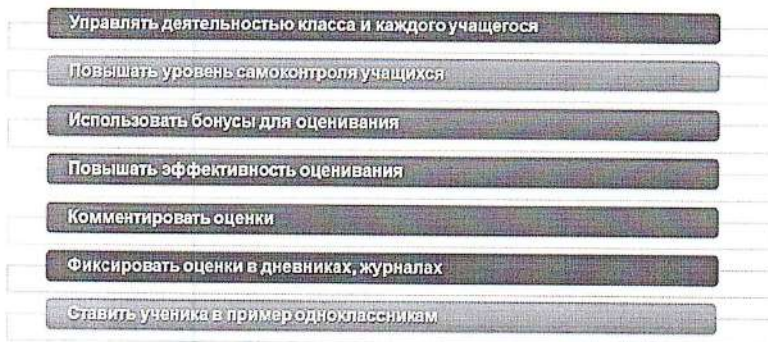 Управлять деятельностью класса и каждого учащегося
Повышать уровень самоконтроля учащихся
Использовать бонусы для оценивания
Повышать эффективность оценивания
Комментировать оценки
Фиксировать оценки в дневниках, журналах
Ставить ученика в пример одноклассникам